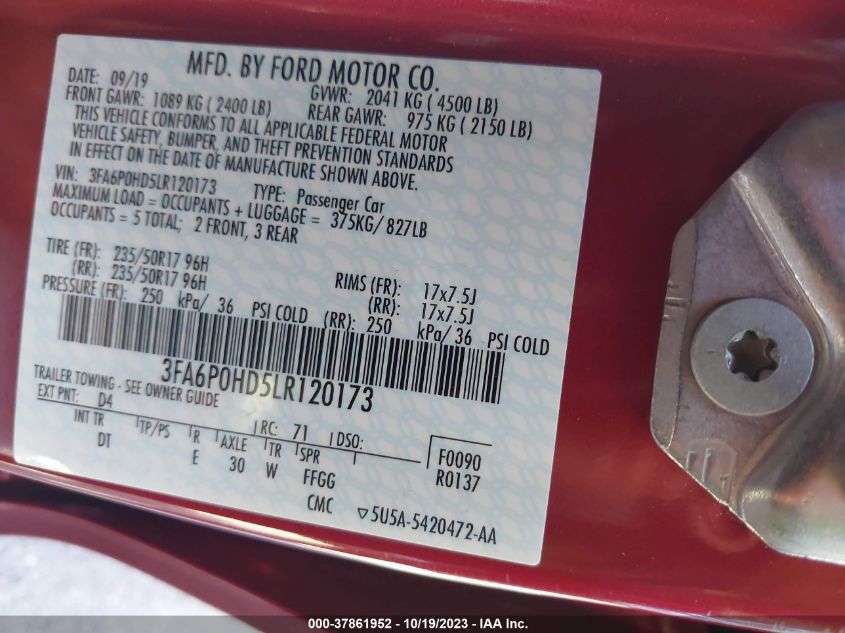 MFD. BY FORD MOTOR CO.
DATE: 09/19 GVWR: 2041 KG ( 4500 LB)
FRONT GAWR: 1089 KG ( 2400 LB) REAR GAWR: 975 KG ( 2150 LB)
THIS VEHICLE CONFORMS TO ALL APPLICABLE FEDERAL MOTOR
VEHICLE SAFETY, BUMPER, AND THEFT PREVENTION STANDARDS
IN EFFECT ON THE DATE OF MANUFACTURE SHOWN ABOVE.
VIN: 3FA6P0HD5LR120173 TYPE: Passenger Car
MAXIMUM LOAD = OCCUPANTS + LUGGAGE = 375KG/ 827LB
OCCUPANTS = 5 TOTAL; 2 FRONT, 3 REAR
TIRE (FR): 235/50R17 96H RIMS (FR): 17x7.5J
(RR): 235/50R17 96H (RR): 17x7.5J
PRESSURE (FR): 250 kPa/ 36 PSI COLD (RR): 250 kPa/ 36 PSI COLD
3FA6P0HD5LR120173
TRAILER TOWING - SEE OWNER GUIDE
EXT PNT: D4 RC: 71 DSO: F0090
INT TR TP/PS R AXLE TR SPR R0137
DT E 30 W FFGG
CMC 5U5A-5420472-AA
000-37861952 - 10/19/2023 - IAA Inc.